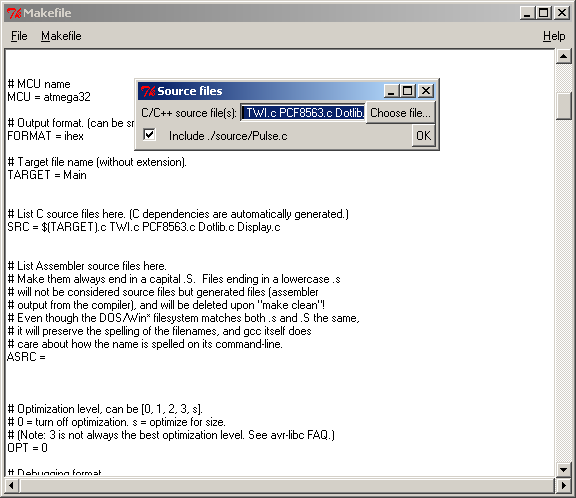 Makefile
File Makefile Help
# MCU name
MCU = atmega32
# Output format. (can be
FORMAT = ihex
# Target file name (without extension).
TARGET = Main
# List C source files here. (C dependencies are automatically generated.)
SRC = $(TARGET).c TWI.c PCF8563.c Dotlib.c Display.c
# List Assembler source files here.
# Make them always end in a capital .S.  Files ending in a lowercase .s
# will not be considered source files but generated files (assembler
# output from the compiler), and will be deleted upon "make clean"!
# Even though the DOS/Win* filesystem matches both .s and .S the same,
# it will preserve the spelling of the filenames, and gcc itself does
# care about how the name is spelled on its command-line.
ASRC =
# Optimization level, can be [0, 1, 2, 3, s].
# 0 = turn off optimization. s = optimize for size.
# (Note: 3 is not always the best optimization level. See avr-libc FAQ.)
OPT = 0
# Debugging format
Source files
C/C++ source file(s): TWI.c PCF8563.c Dotlib. Choose file...
Include ./source/Pulse.c OK